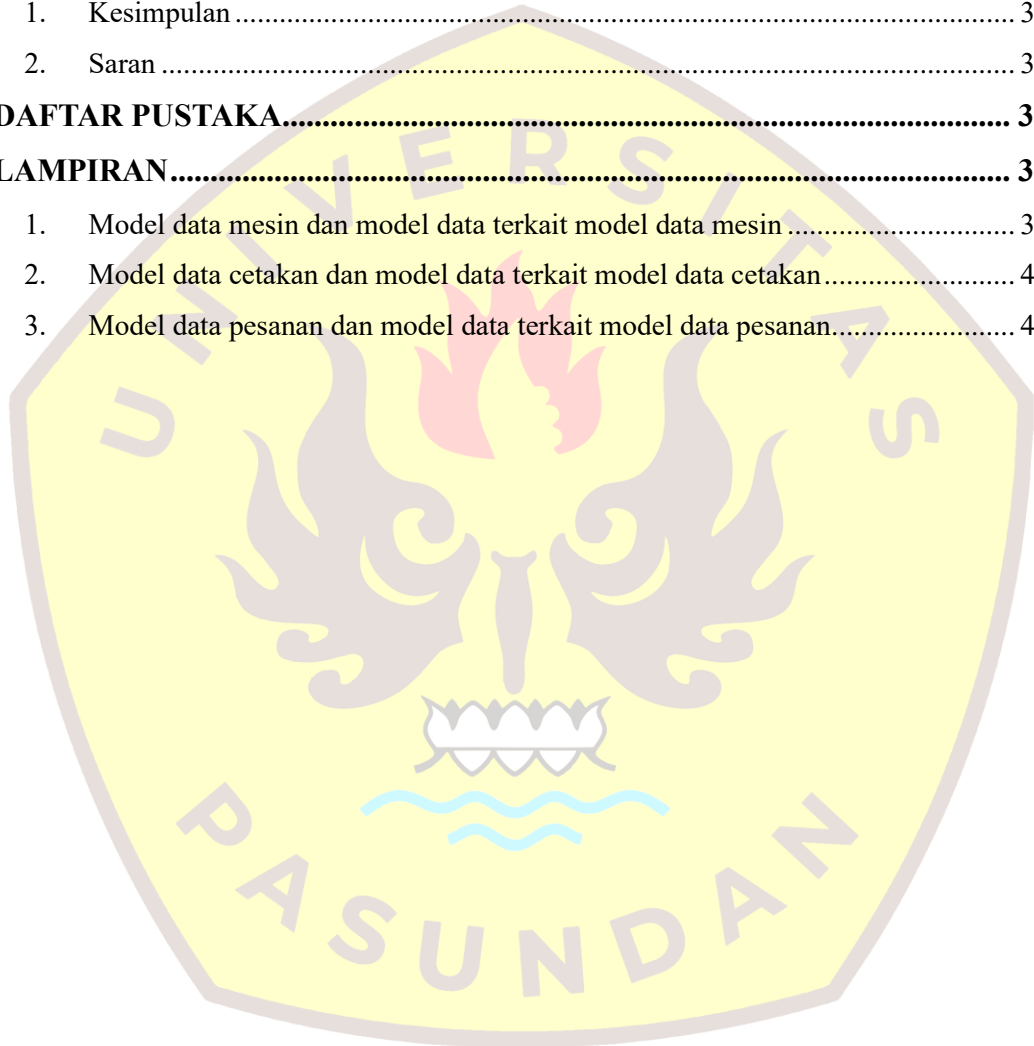 1. Kesimpulan ........................................................................................................ 3
2. Saran ................................................................................................................... 3
DAFTAR PUSTAKA........................................................................................... 3
LAMPIRAN......................................................................................................... 3
1. Model data mesin dan model data terkait model data mesin ................................. 3
2. Model data cetakan dan model data terkait model data cetakan ........................... 4
3. Model data pesanan dan model data terkait model data pesanan.......................... 4
UNIVERSITAS
PASUNDAN